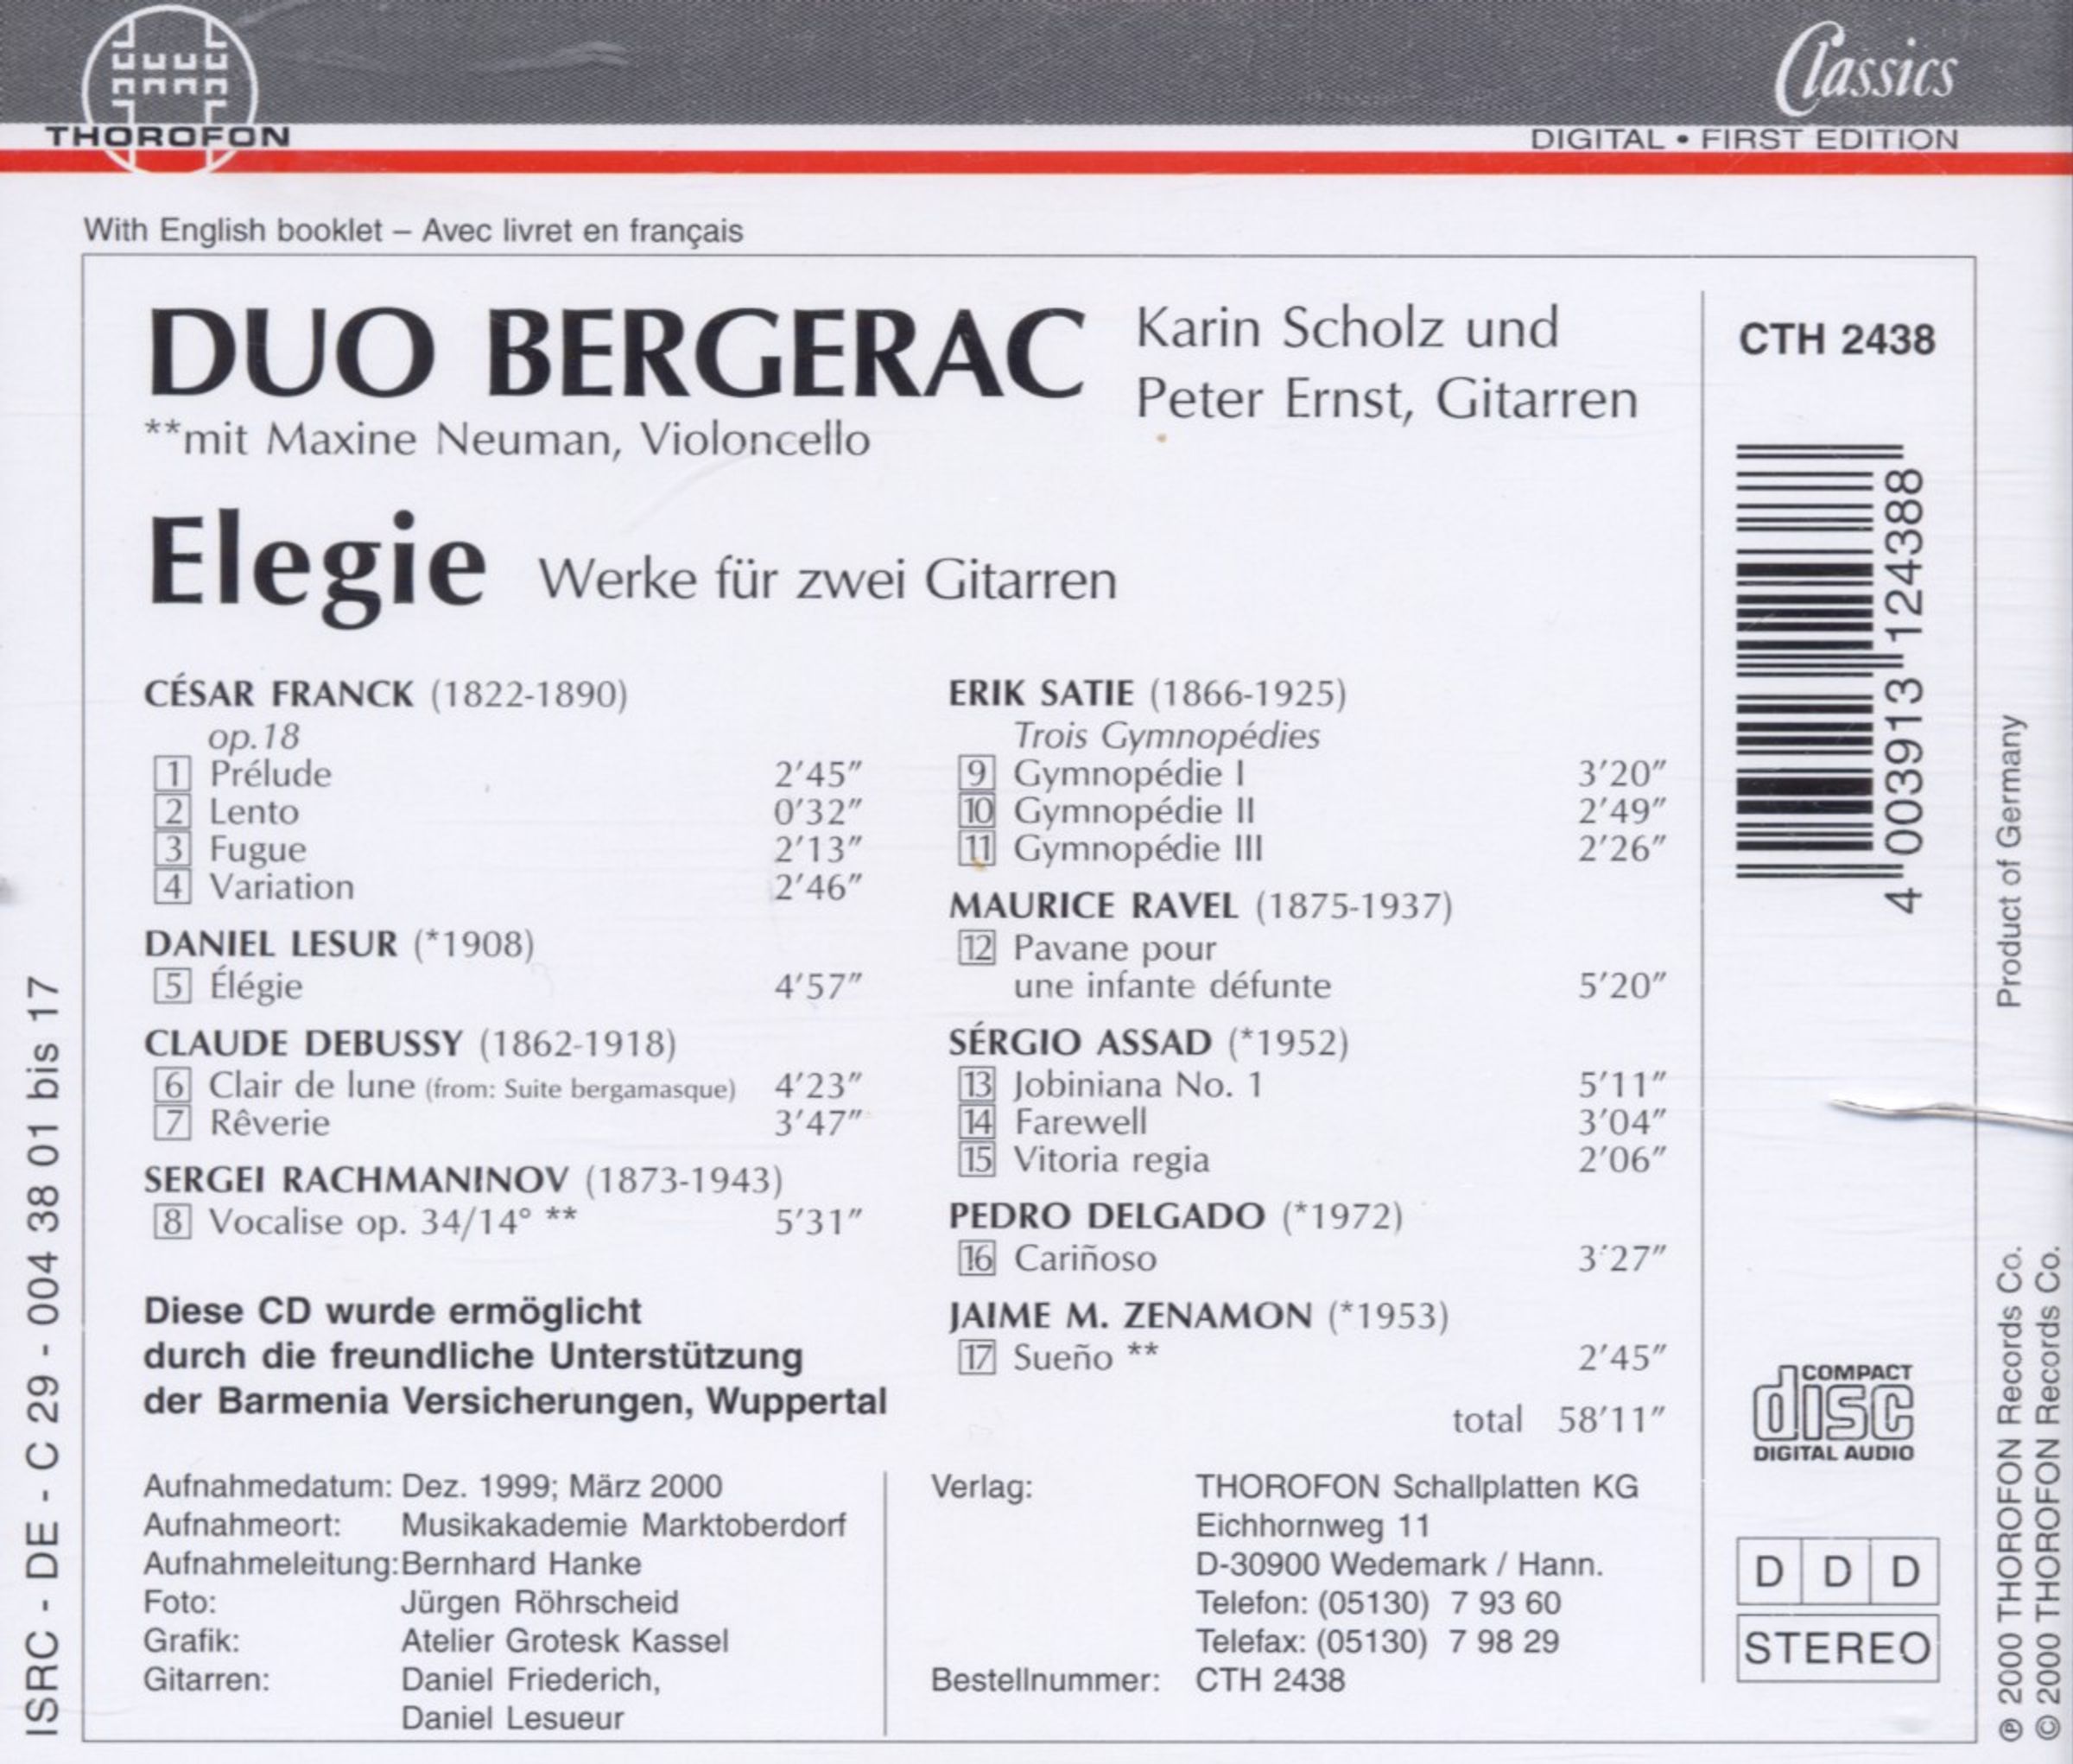 THOROFON
Classics
DIGITAL • FIRST EDITION
With English booklet – Avec livret en français
DUO BERGERAC
Karin Scholz und
Peter Ernst, Gitarren
**mit Maxine Neuman, Violoncello
Elegie Werke für zwei Gitarren
CÉSAR FRANCK (1822-1890)
op.18
1 Prélude 2′45″
2 Lento 0′32″
3 Fugue 2′13″
4 Variation 2′46″
DANIEL LESUR (*1908)
5 Élégie 4′57″
CLAUDE DEBUSSY (1862-1918)
6 Clair de lune (from: Suite bergamasque) 4′23″
7 Rêverie 3′47″
SERGEI RACHMANINOV (1873-1943)
8 Vocalise op. 34/14° ** 5′31″
Diese CD wurde ermöglicht
durch die freundliche Unterstützung
der Barmenia Versicherungen, Wuppertal
ERIK SATIE (1866-1925)
Trois Gymnopédies
9 Gymnopédie I 3′20″
10 Gymnopédie II 2′49″
11 Gymnopédie III 2′26″
MAURICE RAVEL (1875-1937)
12 Pavane pour
une infante défunte 5′20″
SÉRGIO ASSAD (*1952)
13 Jobiniana No. 1 5′11″
14 Farewell 3′04″
15 Vitoria regia 2′06″
PEDRO DELGADO (*1972)
16 Cariñoso 3′27″
JAIME M. ZENAMON (*1953)
17 Sueño ** 2′45″
total 58′11″
Aufnahmedatum: Dez. 1999; März 2000
Aufnahmeort: Musikakademie Marktoberdorf
Aufnahmeleitung: Bernhard Hanke
Foto: Jürgen Röhrscheid
Grafik: Atelier Grotesk Kassel
Gitarren: Daniel Friederich,
Daniel Lesueur
Verlag: THOROFON Schallplatten KG
Eichhornweg 11
D-30900 Wedemark / Hann.
Telefon: (05130) 7 93 60
Telefax: (05130) 7 98 29
Bestellnummer: CTH 2438
CTH 2438
4 003913 124388
COMPACT
disc
DIGITAL AUDIO
D D D
STEREO
Product of Germany
℗ 2000 THOROFON Records Co.
© 2000 THOROFON Records Co.
ISRC - DE - C 29 - 004 38 01 bis 17